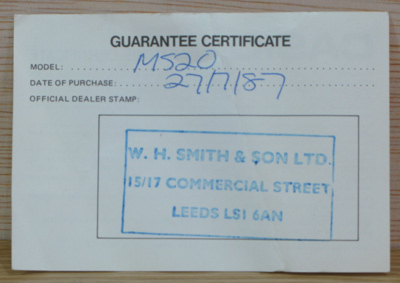 GUARANTEE CERTIFICATE
MODEL: MS20
DATE OF PURCHASE: 27/7/87
OFFICIAL DEALER STAMP:
W. H. SMITH & SON LTD.
15/17 COMMERCIAL STREET
LEEDS LS1 6AN